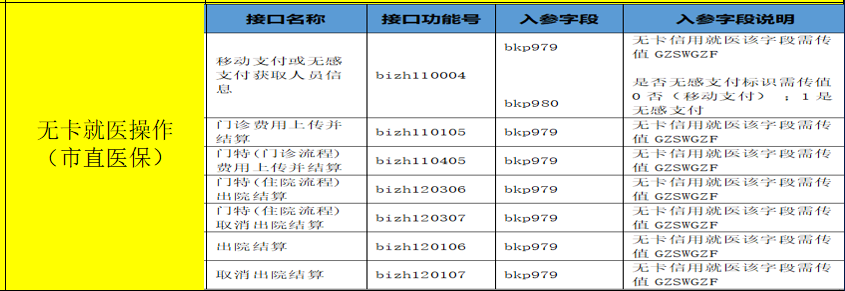 无卡就医操作
（市直医保）
接口名称
接口功能号
入参字段
入参字段说明
移动支付或无感
支付获取人员信
息
bizh110004
bkp979
无卡信用就医该字段需传
值 GZSWGZF
bkp980
是否无感支付标识需传值
0 否（移动支付）；1 是
无感支付
门诊费用上传并
结算
bizh110105
bkp979
无卡信用就医该字段需传
值 GZSWGZF
门特(门诊流程)
费用上传并结算
bizh110405
bkp979
无卡信用就医该字段需传
值 GZSWGZF
门特(住院流程)
出院结算
bizh120306
bkp979
无卡信用就医该字段需传
值 GZSWGZF
门特(住院流程)
取消出院结算
bizh120307
bkp979
无卡信用就医该字段需传
值 GZSWGZF
出院结算
bizh120106
bkp979
无卡信用就医该字段需传
值 GZSWGZF
取消出院结算
bizh120107
bkp979
无卡信用就医该字段需传
值 GZSWGZF